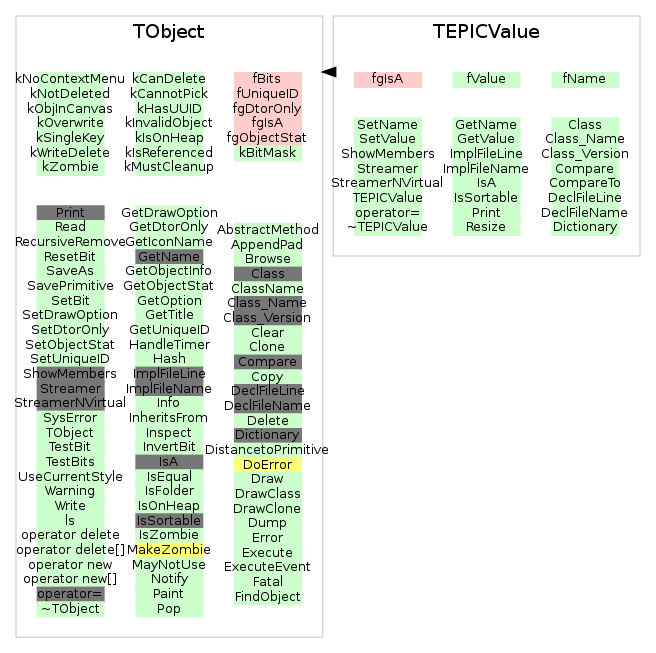 TObject
kNoContextMenu
kNotDeleted
kObjInCanvas
kOverwrite
kSingleKey
kWriteDelete
kZombie
kCanDelete
kCannotPick
kHasUUID
kInvalidObject
kIsOnHeap
kIsReferenced
kMustCleanup
fBits
fUniqueID
fgDtorOnly
fgIsA
fgObjectStat
kBitMask
Print
Read
RecursiveRemove
ResetBit
SaveAs
SavePrimitive
SetBit
SetDrawOption
SetDtorOnly
SetObjectStat
SetUniqueID
ShowMembers
Streamer
StreamerNVirtual
SysError
TObject
TestBit
TestBits
UseCurrentStyle
Warning
Write
ls
operator delete
operator delete[]
operator new
operator new[]
operator=
~TObject
GetDrawOption
GetDtorOnly
GetIconName
GetName
GetObjectInfo
GetObjectStat
GetOption
GetTitle
GetUniqueID
HandleTimer
Hash
ImplFileLine
ImplFileName
Info
InheritsFrom
Inspect
InvertBit
IsA
IsEqual
IsFolder
IsOnHeap
IsSortable
IsZombie
MakeZombie
MayNotUse
Notify
Paint
Pop
AbstractMethod
AppendPad
Browse
Class
ClassName
Class_Name
Class_Version
Clear
Clone
Compare
Copy
DeclFileLine
DeclFileName
Delete
Dictionary
DistancetoPrimitive
DoError
Draw
DrawClass
DrawClone
Dump
Error
Execute
ExecuteEvent
Fatal
FindObject
TEPICValue
fgIsA
fValue
fName
SetName
SetValue
ShowMembers
Streamer
StreamerNVirtual
TEPICValue
operator=
~TEPICValue
GetName
GetValue
ImplFileLine
ImplFileName
IsA
IsSortable
Print
Resize
Class
Class_Name
Class_Version
Compare
CompareTo
DeclFileLine
DeclFileName
Dictionary